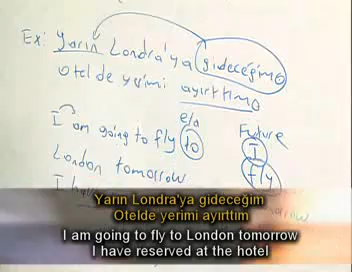 Ex: Yarın Londra'ya gideceğim
otelde yerimi ayırttım
e/a
I am going to fly to
London tomorrow
I
Future
I
fly
Yarın Londra'ya gideceğim
Otelde yerimi ayırttım
I am going to fly to London tomorrow
I have reserved at the hotel